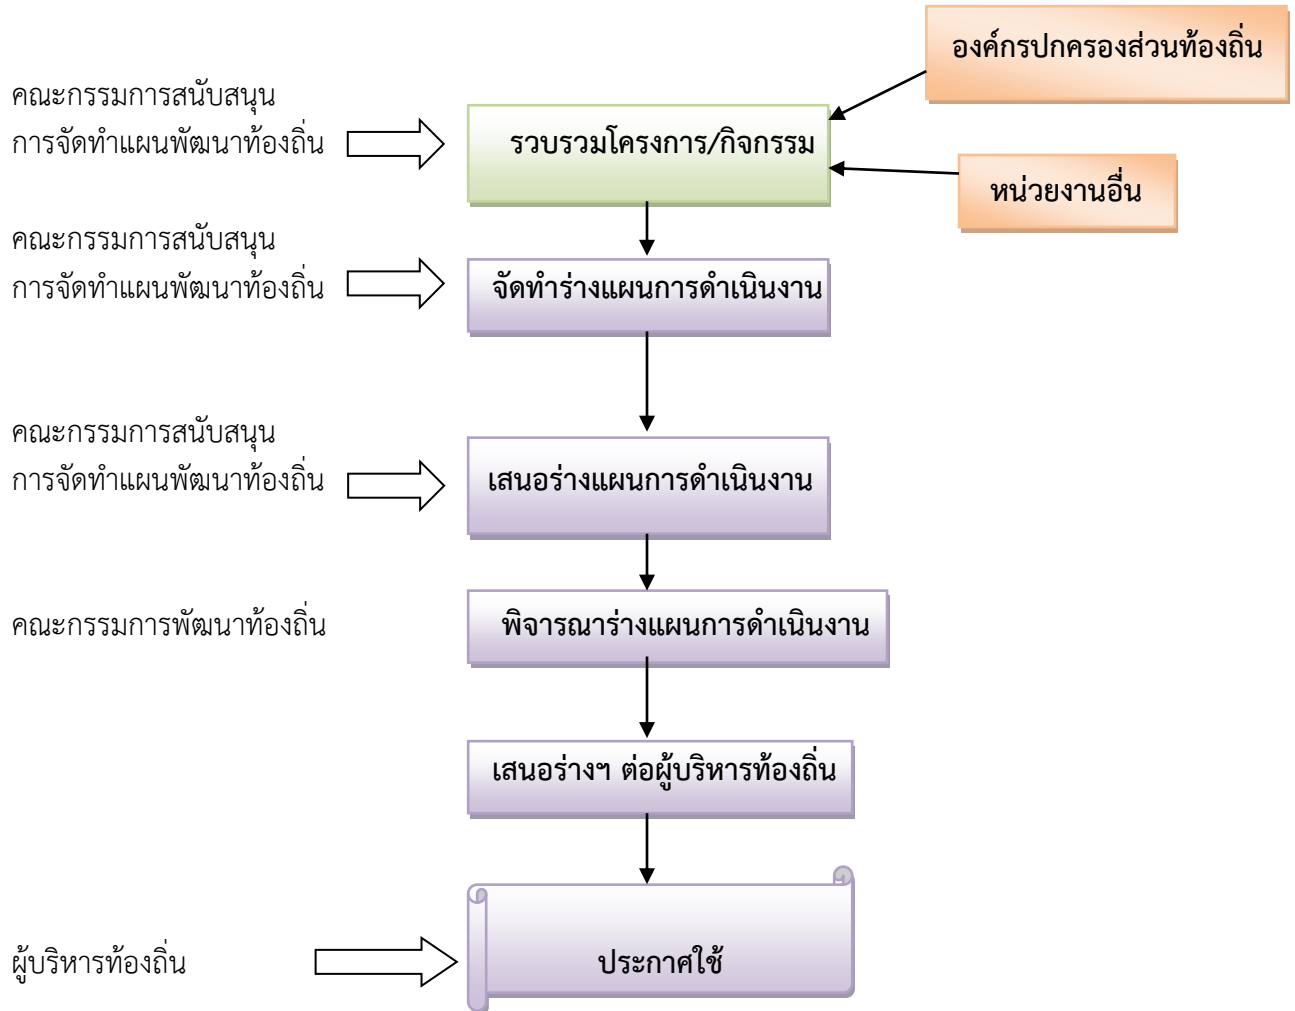 องค์กรปกครองส่วนท้องถิ่น
คณะกรรมการสนับสนุน
การจัดทำแผนพัฒนาท้องถิ่น
รวบรวมโครงการ/กิจกรรม
หน่วยงานอื่น
คณะกรรมการสนับสนุน
การจัดทำแผนพัฒนาท้องถิ่น
จัดทำร่างแผนการดำเนินงาน
คณะกรรมการสนับสนุน
การจัดทำแผนพัฒนาท้องถิ่น
เสนอร่างแผนการดำเนินงาน
คณะกรรมการพัฒนาท้องถิ่น
พิจารณาร่างแผนการดำเนินงาน
เสนอร่างฯ ต่อผู้บริหารท้องถิ่น
ผู้บริหารท้องถิ่น
ประกาศใช้